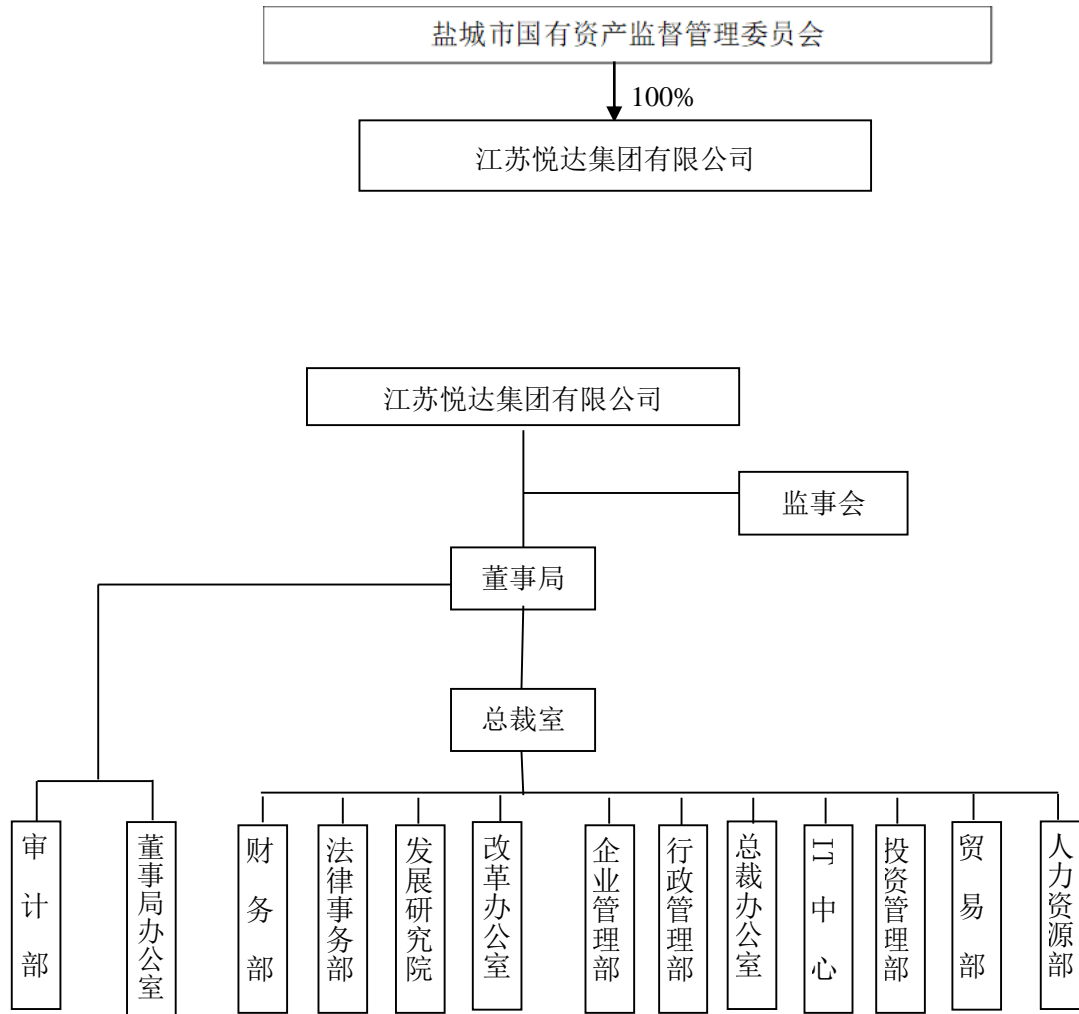 盐城市国有资产监督管理委员会
100%
江苏悦达集团有限公司
江苏悦达集团有限公司
监事会
董事局
总裁室
审计部
董事局办公室
财务部
法律事务部
发展研究院
改革办公室
企业管理部
行政管理部
总裁办公室
IT中心
投资管理部
贸易部
人力资源部